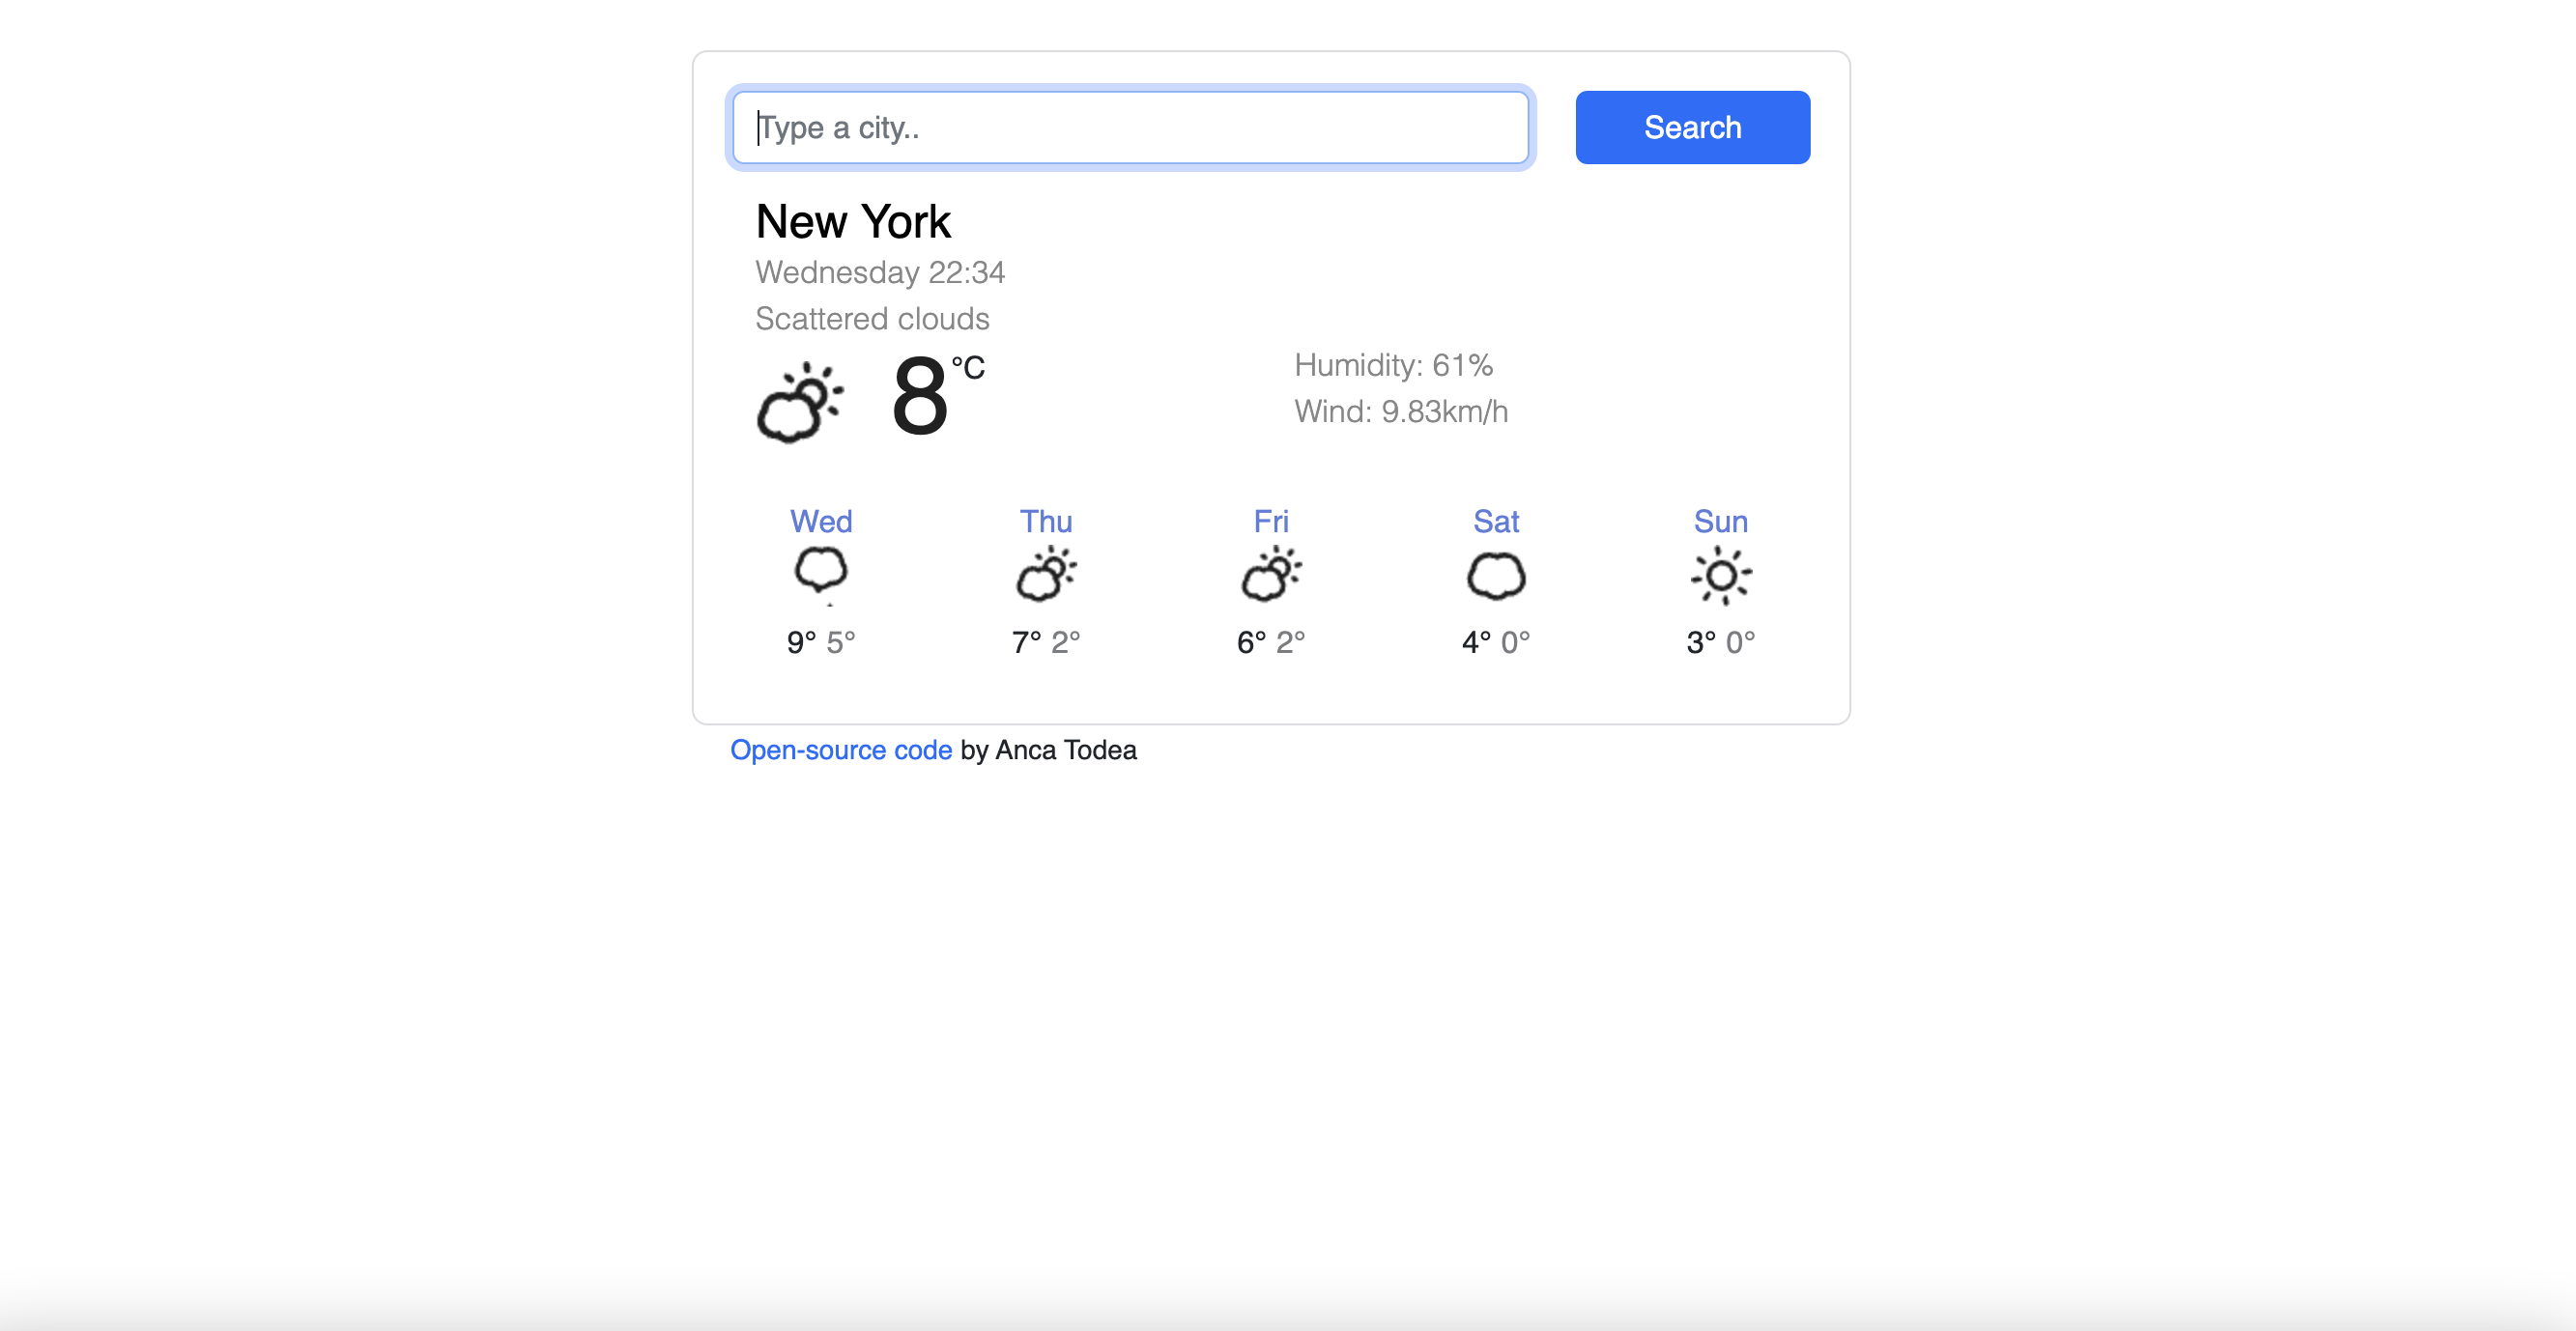 Type a city..
Search
New York
Wednesday 22:34
Scattered clouds
8 °C
Humidity: 61%
Wind: 9.83km/h
Wed Thu Fri Sat Sun
9° 5° 7° 2° 6° 2° 4° 0° 3° 0°
Open-source code by Anca Todea